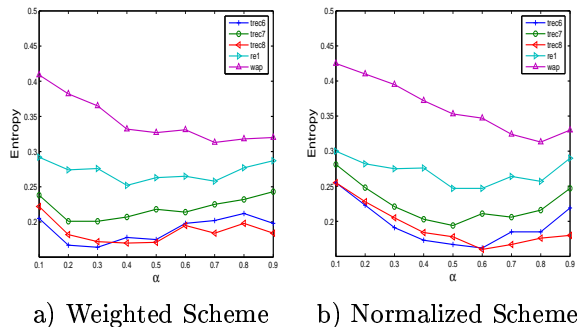 0.5
0.45
0.4
0.35
0.3
0.25
0.2
Entropy
0.1 0.2 0.3 0.4 0.5 0.6 0.7 0.8 0.9
α
trec6
trec7
trec8
re1
wap
a) Weighted Scheme
0.5
0.45
0.4
0.35
0.3
0.25
0.2
Entropy
0.1 0.2 0.3 0.4 0.5 0.6 0.7 0.8 0.9
α
trec6
trec7
trec8
re1
wap
b) Normalized Scheme